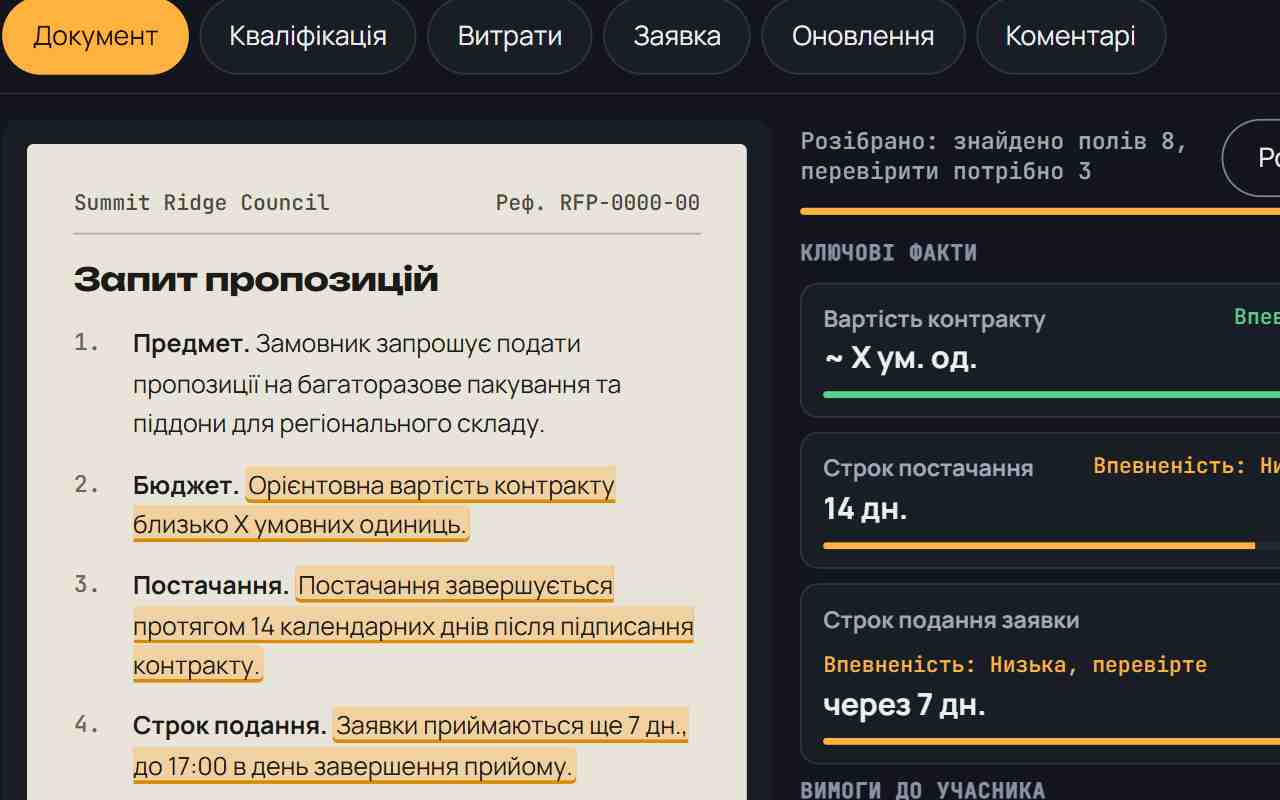 Документ
Кваліфікація
Витрати
Заявка
Оновлення
Коментарі
Summit Ridge Council
Реф. RFP-0000-00
Запит пропозицій
1. Предмет. Замовник запрошує подати
пропозиції на багаторазове пакування та
піддони для регіонального складу.
2. Бюджет. Орієнтовна вартість контракту
близько X умовних одиниць.
3. Постачання. Постачання завершується
протягом 14 календарних днів після підписання
контракту.
4. Строк подання. Заявки приймаються ще 7 дн.,
до 17:00 в день завершення прийому.
Розібрано: знайдено полів 8,
перевірити потрібно 3
КЛЮЧОВІ ФАКТИ
Вартість контракту
~ X ум. од.
Строк постачання
Впевненість:
14 дн.
Строк подання заявки
Впевненість: Низька, перевірте
через 7 дн.
ВИМОГИ ДО УЧАСНИКА